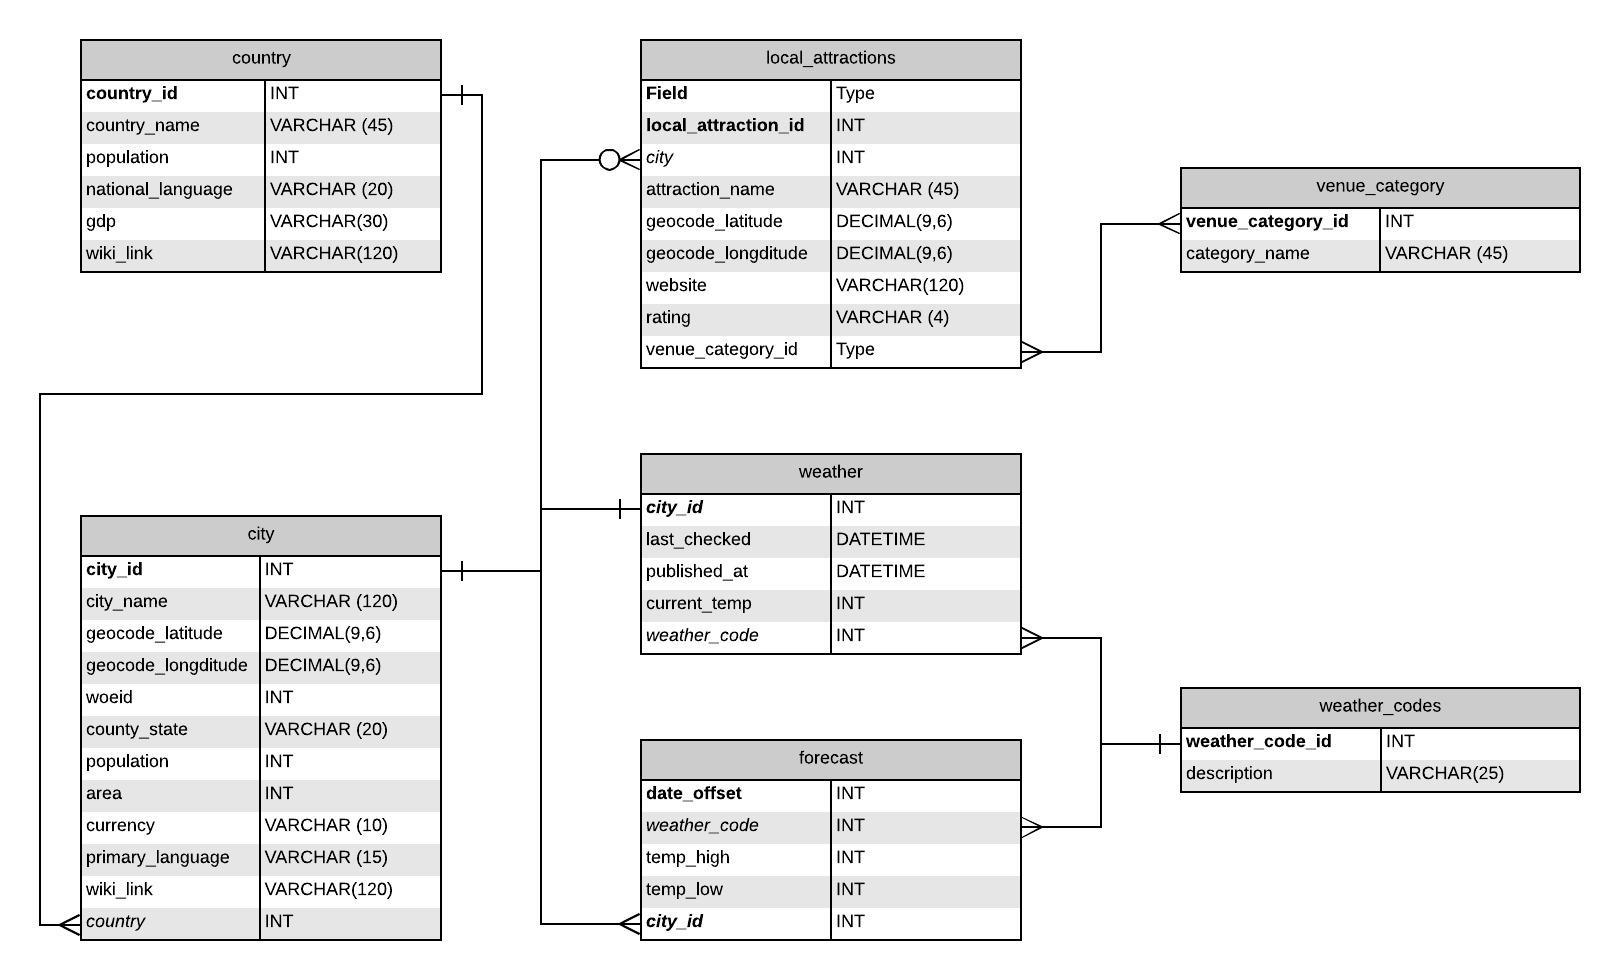 country
country_id INT
country_name VARCHAR (45)
population INT
national_language VARCHAR (20)
gdp VARCHAR(30)
wiki_link VARCHAR(120)
local_attractions
Field Type
local_attraction_id INT
city INT
attraction_name VARCHAR (45)
geocode_latitude DECIMAL(9,6)
geocode_longditude DECIMAL(9,6)
website VARCHAR(120)
rating VARCHAR (4)
venue_category_id Type
venue_category
venue_category_id INT
category_name VARCHAR (45)
city
city_id INT
city_name VARCHAR (120)
geocode_latitude DECIMAL(9,6)
geocode_longditude DECIMAL(9,6)
woeid INT
county_state VARCHAR (20)
population INT
area INT
currency VARCHAR (10)
primary_language VARCHAR (15)
wiki_link VARCHAR(120)
country INT
weather
city_id INT
last_checked DATETIME
published_at DATETIME
current_temp INT
weather_code INT
forecast
date_offset INT
weather_code INT
temp_high INT
temp_low INT
city_id INT
weather_codes
weather_code_id INT
description VARCHAR(25)